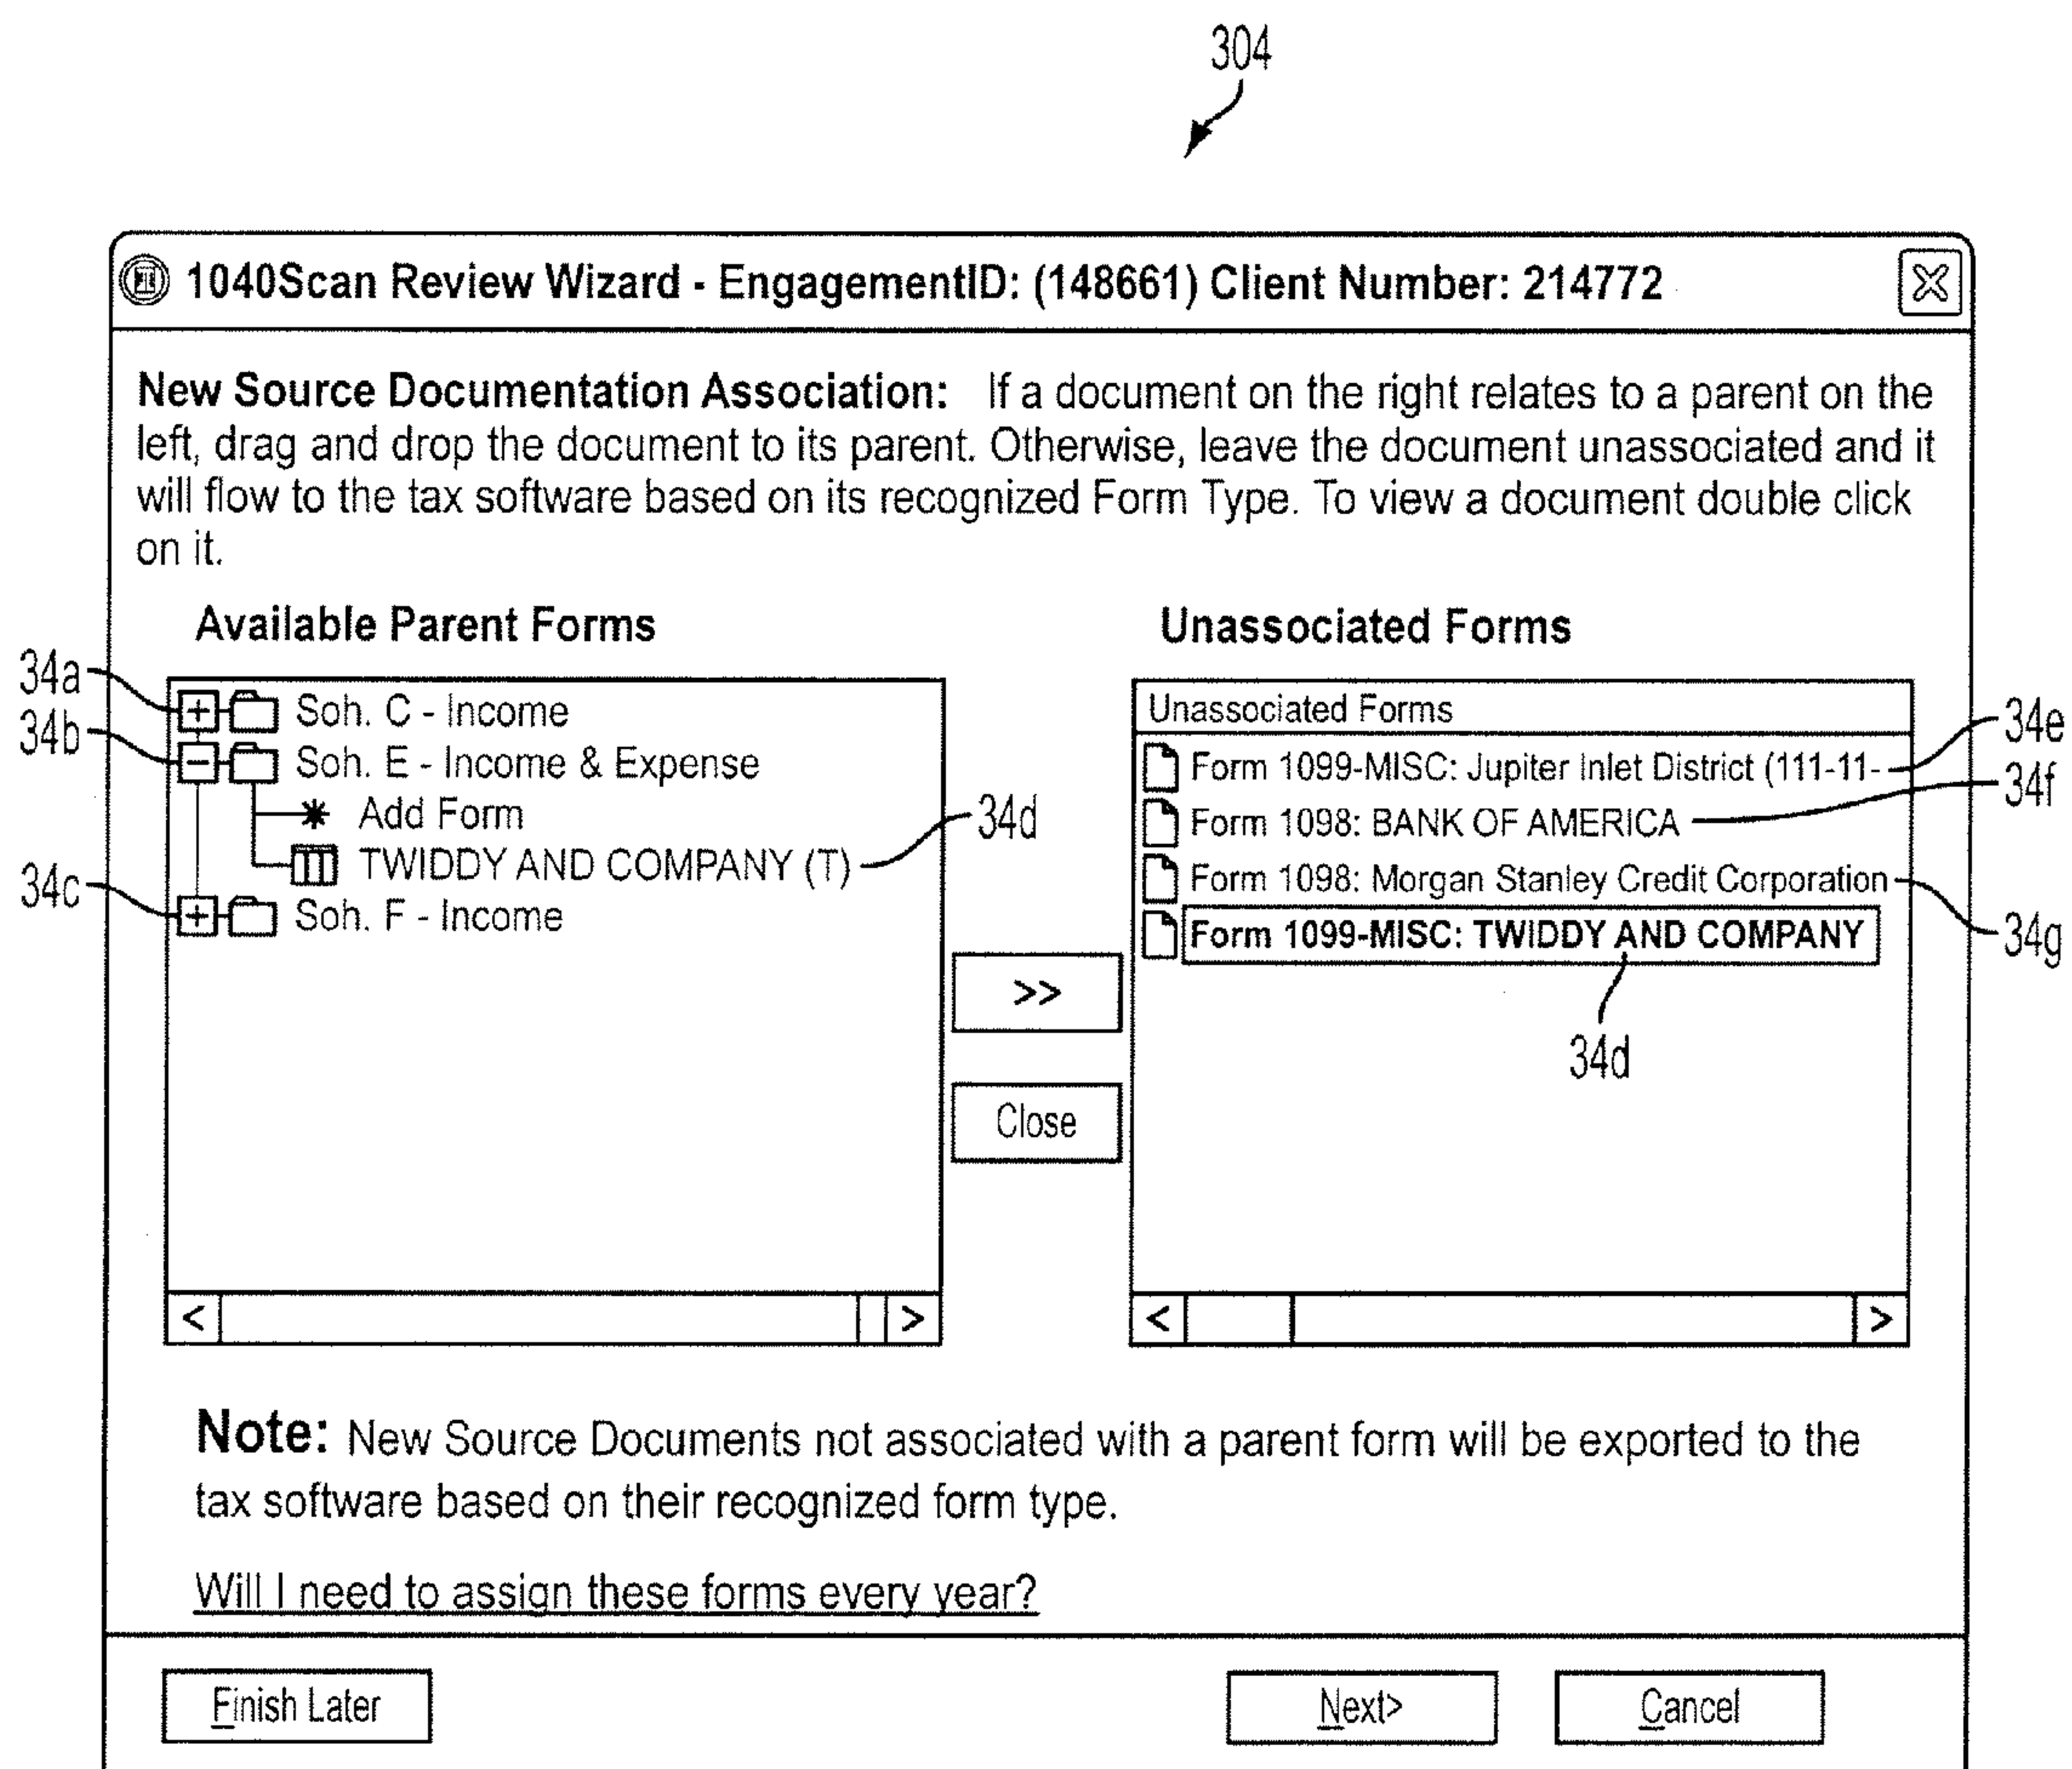 304
1040Scan Review Wizard - EngagementID: (148661) Client Number: 214772
New Source Documentation Association: If a document on the right relates to a parent on the
left, drag and drop the document to its parent. Otherwise, leave the document unassociated and it
will flow to the tax software based on its recognized Form Type. To view a document double click
on it.
Available Parent Forms
34a
Soh. C - Income
34b
Soh. E - Income & Expense
Add Form
TWIDDY AND COMPANY (T)
34d
34c
Soh. F - Income
>>
Close
Unassociated Forms
Unassociated Forms
Form 1099-MISC: Jupiter Inlet District (111-11-
34e
Form 1098: BANK OF AMERICA
34f
Form 1098: Morgan Stanley Credit Corporation
34g
Form 1099-MISC: TWIDDY AND COMPANY
34d
< >
< >
Note: New Source Documents not associated with a parent form will be exported to the
tax software based on their recognized form type.
Will I need to assign these forms every year?
Finish Later
Next>
Cancel